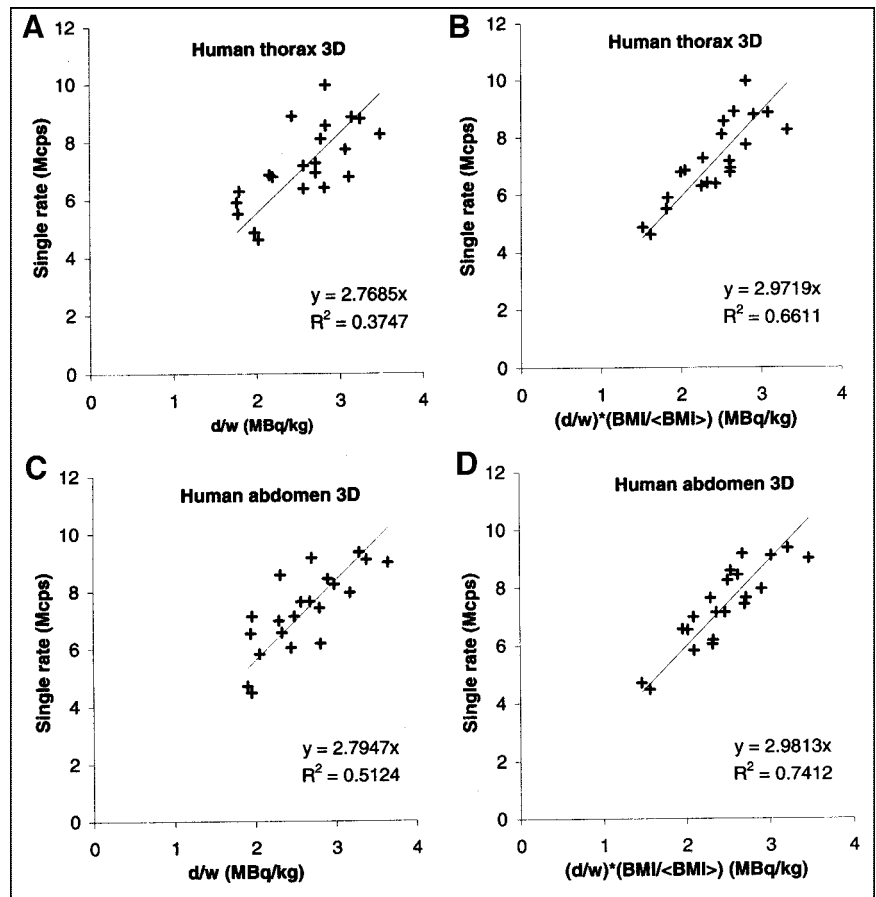 A
Human thorax 3D
Single rate (Mcps)
12
10
8
6
4
2
0
y = 2.7685x
R² = 0.3747
0 1 2 3 4
d/w (MBq/kg)
B
Human thorax 3D
Single rate (Mcps)
12
10
8
6
4
2
0
y = 2.9719x
R² = 0.6611
0 1 2 3 4
(d/w)*(BMI/<BMI>) (MBq/kg)
C
Human abdomen 3D
Single rate (Mcps)
12
10
8
6
4
2
0
y = 2.7947x
R² = 0.5124
0 1 2 3 4
d/w (MBq/kg)
D
Human abdomen 3D
Single rate (Mcps)
12
10
8
6
4
2
0
y = 2.9813x
R² = 0.7412
0 1 2 3 4
(d/w)*(BMI/<BMI>) (MBq/kg)